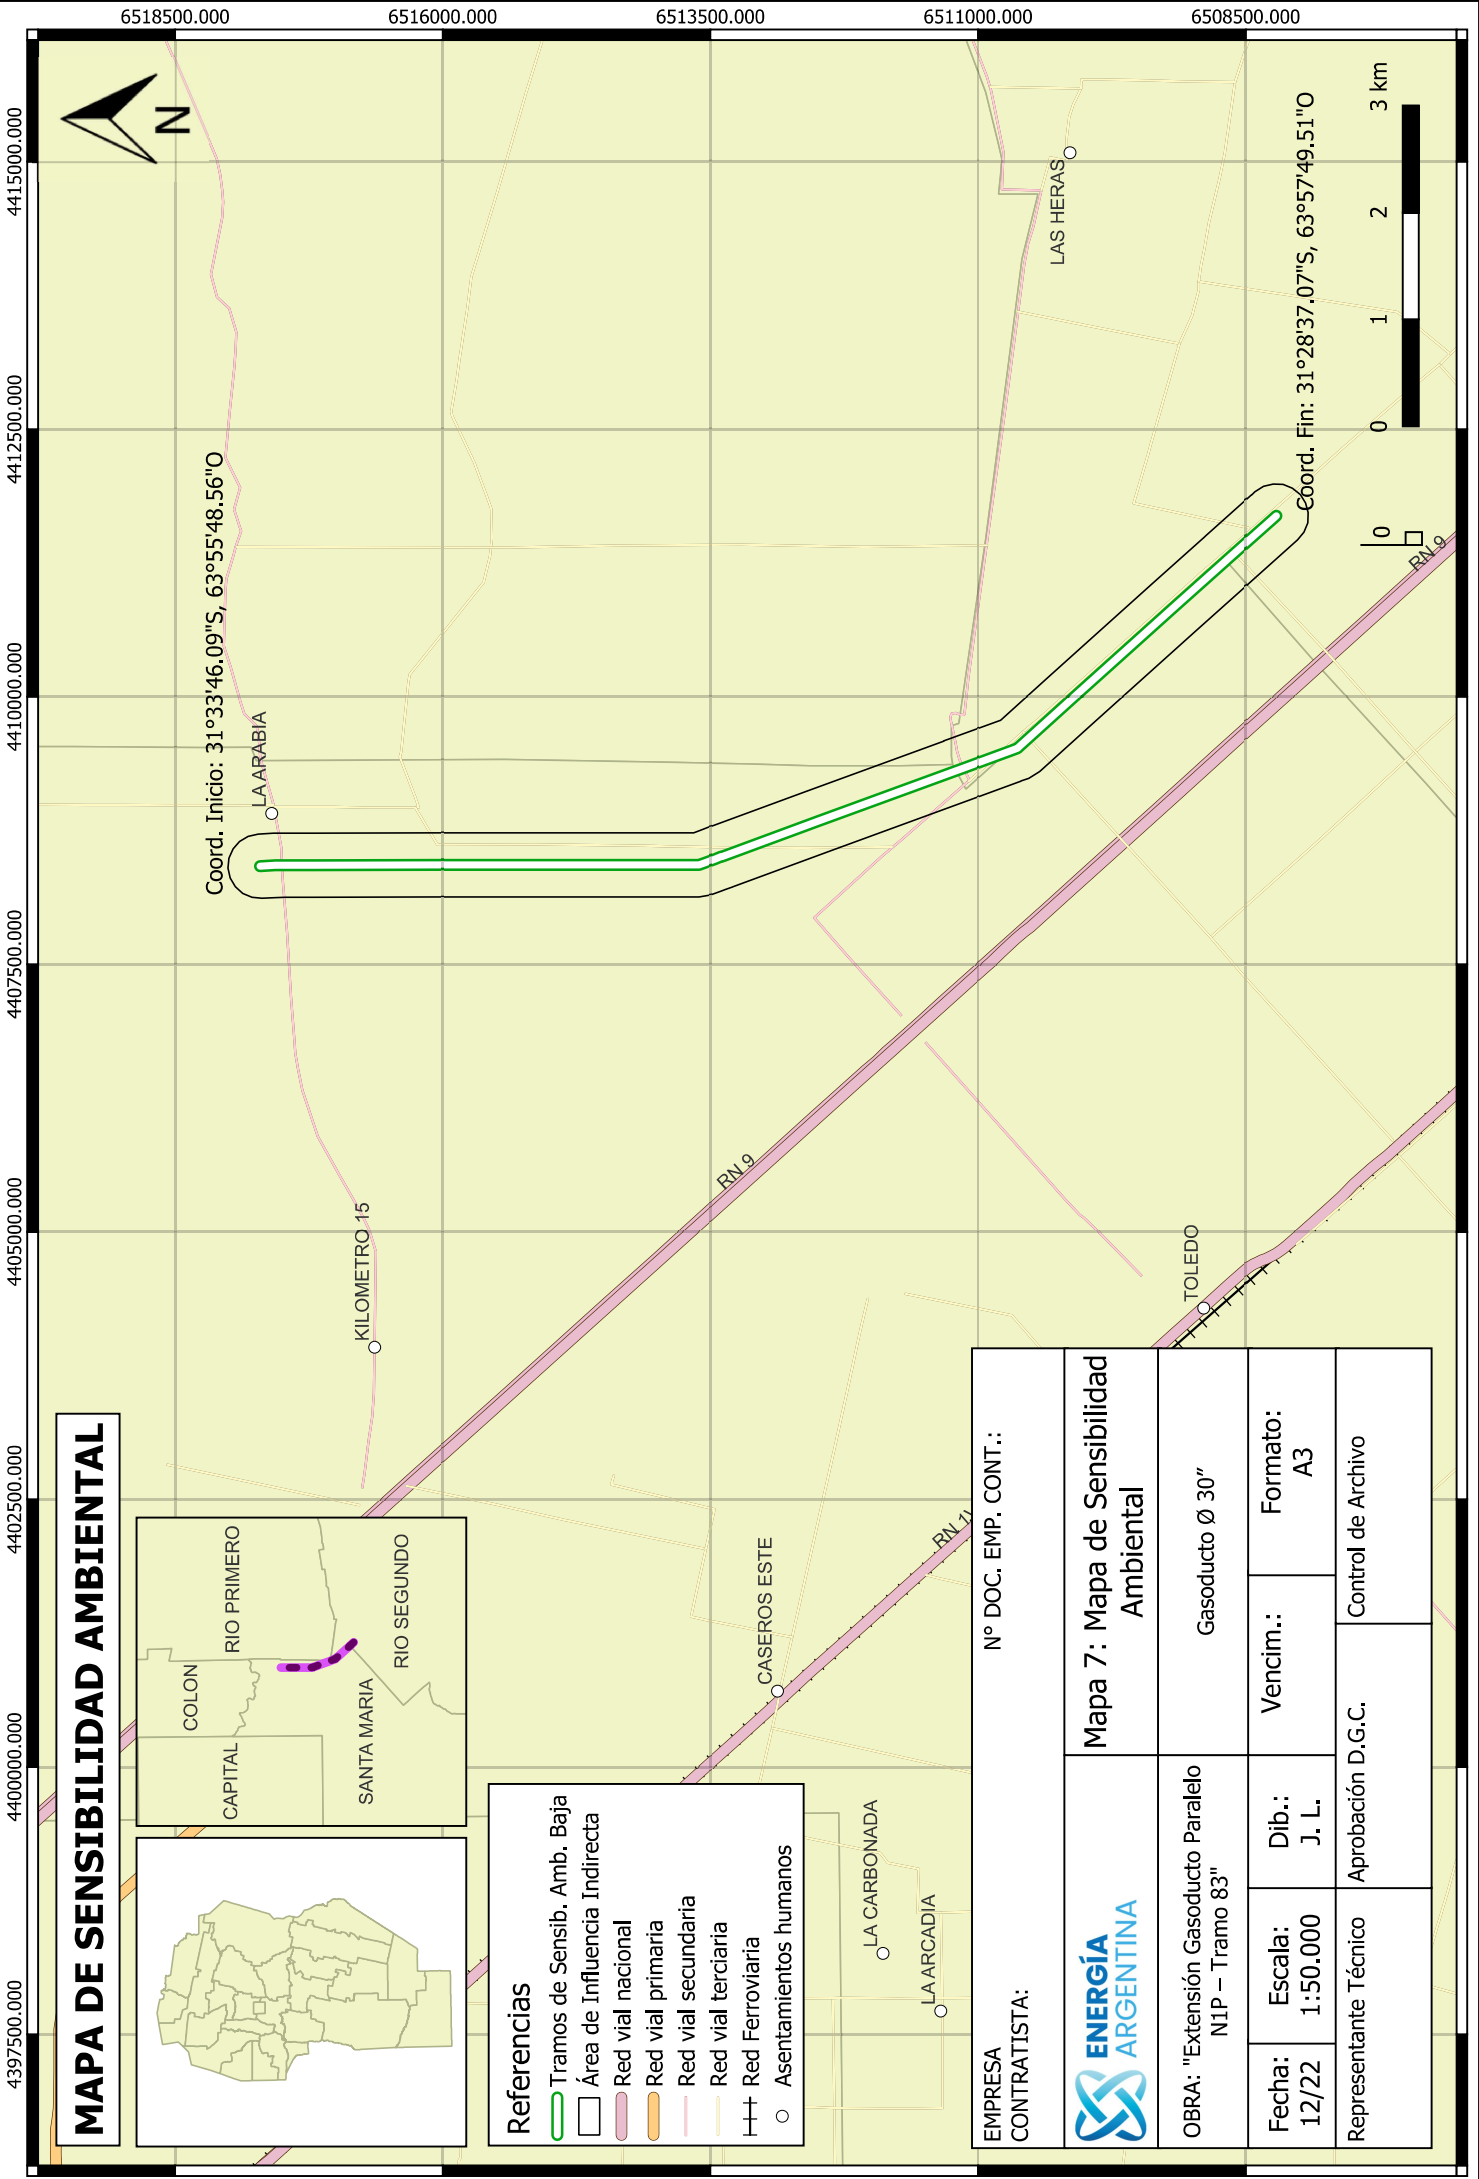 MAPA DE SENSIBILIDAD AMBIENTAL
6518500.000
6516000.000
6513500.000
6511000.000
6508500.000
4397500.000
4400000.000
4402500.000
4405000.000
4407500.000
4410000.000
4412500.000
4415000.000
N
COLON
RIO PRIMERO
CAPITAL
SANTA MARIA
RIO SEGUNDO
Coord. Inicio: 31°33'46.09"S, 63°55'48.56"O
LA ARABIA
KILOMETRO 15
RN 9
CASEROS ESTE
LA CARBONADA
LA ARCADIA
TOLEDO
LAS HERAS
RN 9
Coord. Fin: 31°28'37.07"S, 63°57'49.51"O
0
0
1
2
3 km
Referencias
Tramos de Sensib. Amb. Baja
Área de Influencia Indirecta
Red vial nacional
Red vial primaria
Red vial secundaria
Red vial terciaria
Red Ferroviaria
Asentamientos humanos
EMPRESA
CONTRATISTA:
N° DOC. EMP. CONT.:
ENERGÍA
ARGENTINA
Mapa 7: Mapa de Sensibilidad
Ambiental
OBRA: "Extensión Gasoducto Paralelo
N1P – Tramo 83"
Gasoducto Ø 30”
Fecha:
12/22
Escala:
1:50.000
Dib.:
J. L.
Vencim.:
Formato:
A3
Representante Técnico
Aprobación D.G.C.
Control de Archivo